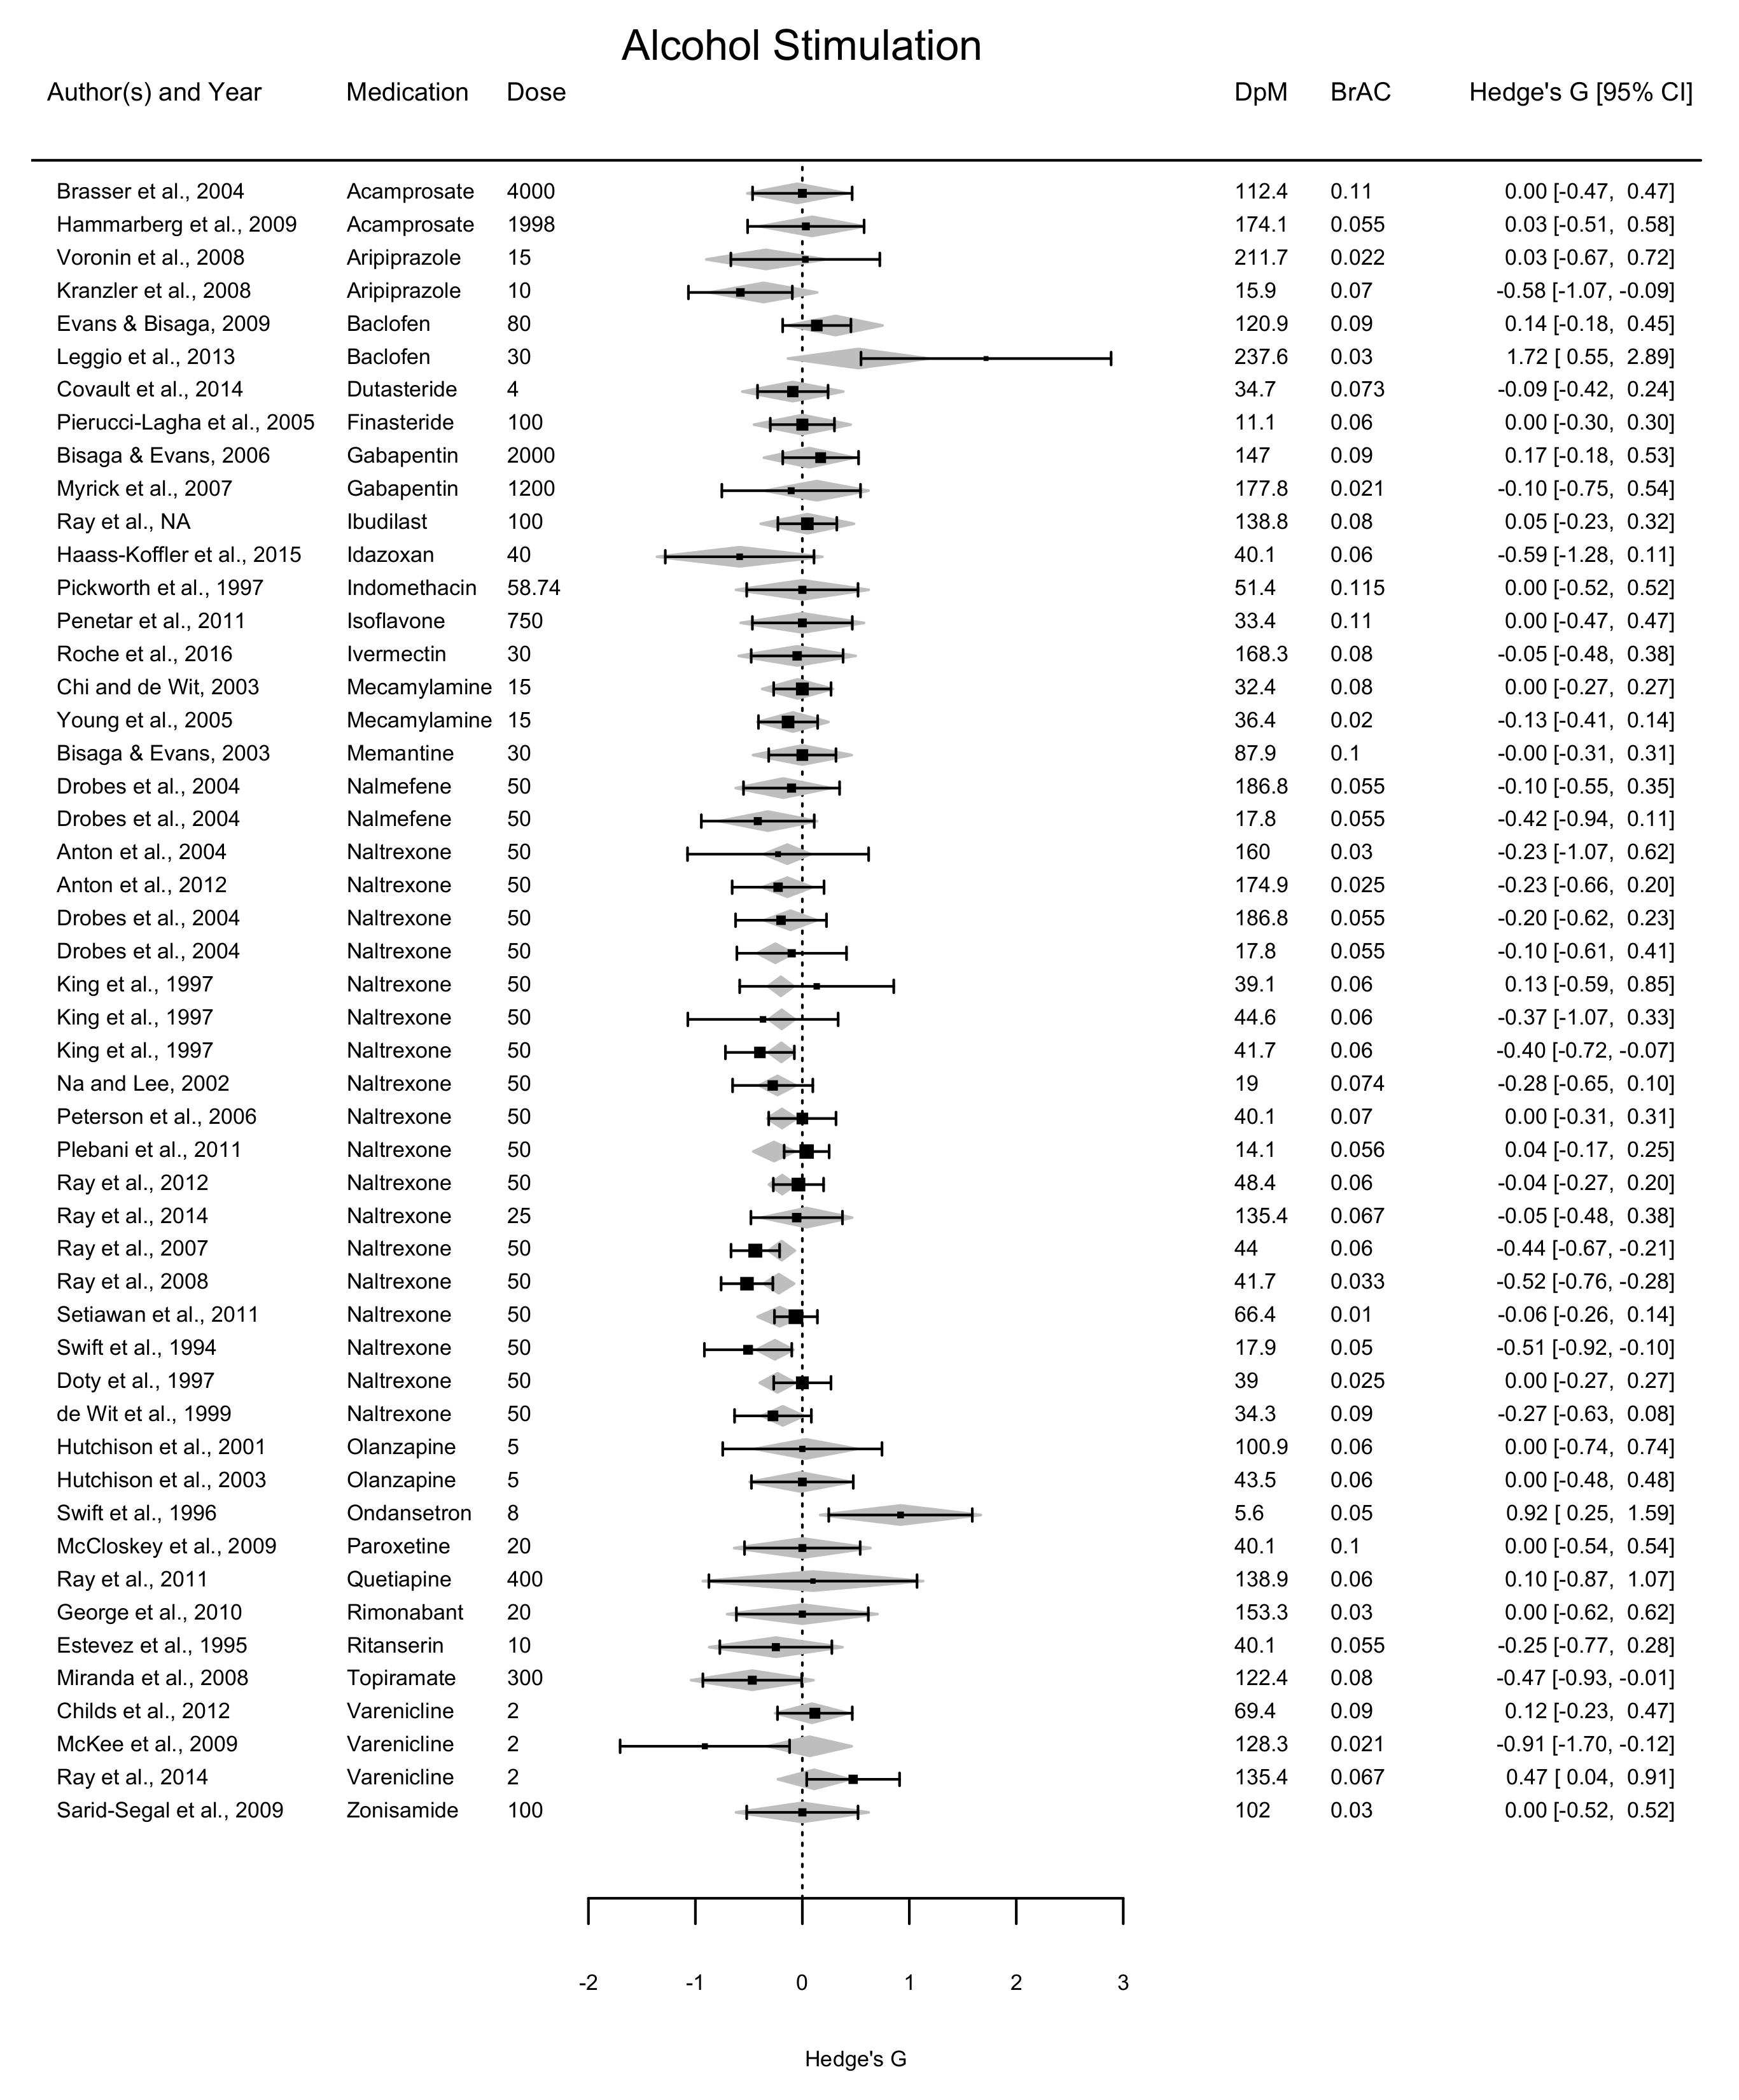 Alcohol Stimulation
Author(s) and Year Medication Dose DpM BrAC Hedge's G [95% CI]
Brasser et al., 2004 Acamprosate 4000 112.4 0.11 0.00 [-0.47, 0.47]
Hammarberg et al., 2009 Acamprosate 1998 174.1 0.055 0.03 [-0.51, 0.58]
Voronin et al., 2008 Aripiprazole 15 211.7 0.022 0.03 [-0.67, 0.72]
Kranzler et al., 2008 Aripiprazole 10 15.9 0.07 -0.58 [-1.07, -0.09]
Evans & Bisaga, 2009 Baclofen 80 120.9 0.09 0.14 [-0.18, 0.45]
Leggio et al., 2013 Baclofen 30 237.6 0.03 1.72 [ 0.55, 2.89]
Covault et al., 2014 Dutasteride 4 34.7 0.073 -0.09 [-0.42, 0.24]
Pierucci-Lagha et al., 2005 Finasteride 100 11.1 0.06 0.00 [-0.30, 0.30]
Bisaga & Evans, 2006 Gabapentin 2000 147 0.09 0.17 [-0.18, 0.53]
Myrick et al., 2007 Gabapentin 1200 177.8 0.021 -0.10 [-0.75, 0.54]
Ray et al., NA Ibudilast 100 138.8 0.08 0.05 [-0.23, 0.32]
Haass-Koffler et al., 2015 Idazoxan 40 40.1 0.06 -0.59 [-1.28, 0.11]
Pickworth et al., 1997 Indomethacin 58.74 51.4 0.115 0.00 [-0.52, 0.52]
Penetar et al., 2011 Isoflavone 750 33.4 0.11 0.00 [-0.47, 0.47]
Roche et al., 2016 Ivermectin 30 168.3 0.08 -0.05 [-0.48, 0.38]
Chi and de Wit, 2003 Mecamylamine 15 32.4 0.08 0.00 [-0.27, 0.27]
Young et al., 2005 Mecamylamine 15 36.4 0.02 -0.13 [-0.41, 0.14]
Bisaga & Evans, 2003 Memantine 30 87.9 0.1 -0.00 [-0.31, 0.31]
Drobes et al., 2004 Nalmefene 50 186.8 0.055 -0.10 [-0.55, 0.35]
Drobes et al., 2004 Nalmefene 50 17.8 0.055 -0.42 [-0.94, 0.11]
Anton et al., 2004 Naltrexone 50 160 0.03 -0.23 [-1.07, 0.62]
Anton et al., 2012 Naltrexone 50 174.9 0.025 -0.23 [-0.66, 0.20]
Drobes et al., 2004 Naltrexone 50 186.8 0.055 -0.20 [-0.62, 0.23]
Drobes et al., 2004 Naltrexone 50 17.8 0.055 -0.10 [-0.61, 0.41]
King et al., 1997 Naltrexone 50 39.1 0.06 0.13 [-0.59, 0.85]
King et al., 1997 Naltrexone 50 44.6 0.06 -0.37 [-1.07, 0.33]
King et al., 1997 Naltrexone 50 41.7 0.06 -0.40 [-0.72, -0.07]
Na and Lee, 2002 Naltrexone 50 19 0.074 -0.28 [-0.65, 0.10]
Peterson et al., 2006 Naltrexone 50 40.1 0.07 0.00 [-0.31, 0.31]
Plebani et al., 2011 Naltrexone 50 14.1 0.056 0.04 [-0.17, 0.25]
Ray et al., 2012 Naltrexone 50 48.4 0.06 -0.04 [-0.27, 0.20]
Ray et al., 2014 Naltrexone 25 135.4 0.067 -0.05 [-0.48, 0.38]
Ray et al., 2007 Naltrexone 50 44 0.06 -0.44 [-0.67, -0.21]
Ray et al., 2008 Naltrexone 50 41.7 0.033 -0.52 [-0.76, -0.28]
Setiawan et al., 2011 Naltrexone 50 66.4 0.01 -0.06 [-0.26, 0.14]
Swift et al., 1994 Naltrexone 50 17.9 0.05 -0.51 [-0.92, -0.10]
Doty et al., 1997 Naltrexone 50 39 0.025 0.00 [-0.27, 0.27]
de Wit et al., 1999 Naltrexone 50 34.3 0.09 -0.27 [-0.63, 0.08]
Hutchison et al., 2001 Olanzapine 5 100.9 0.06 0.00 [-0.74, 0.74]
Hutchison et al., 2003 Olanzapine 5 43.5 0.06 0.00 [-0.48, 0.48]
Swift et al., 1996 Ondansetron 8 5.6 0.05 0.92 [ 0.25, 1.59]
McCloskey et al., 2009 Paroxetine 20 40.1 0.1 0.00 [-0.54, 0.54]
Ray et al., 2011 Quetiapine 400 138.9 0.06 0.10 [-0.87, 1.07]
George et al., 2010 Rimonabant 20 153.3 0.03 0.00 [-0.62, 0.62]
Estevez et al., 1995 Ritanserin 10 40.1 0.055 -0.25 [-0.77, 0.28]
Miranda et al., 2008 Topiramate 300 122.4 0.08 -0.47 [-0.93, -0.01]
Childs et al., 2012 Varenicline 2 69.4 0.09 0.12 [-0.23, 0.47]
McKee et al., 2009 Varenicline 2 128.3 0.021 -0.91 [-1.70, -0.12]
Ray et al., 2014 Varenicline 2 135.4 0.067 0.47 [ 0.04, 0.91]
Sarid-Segal et al., 2009 Zonisamide 100 102 0.03 0.00 [-0.52, 0.52]
-2 -1 0 1 2 3
Hedge's G